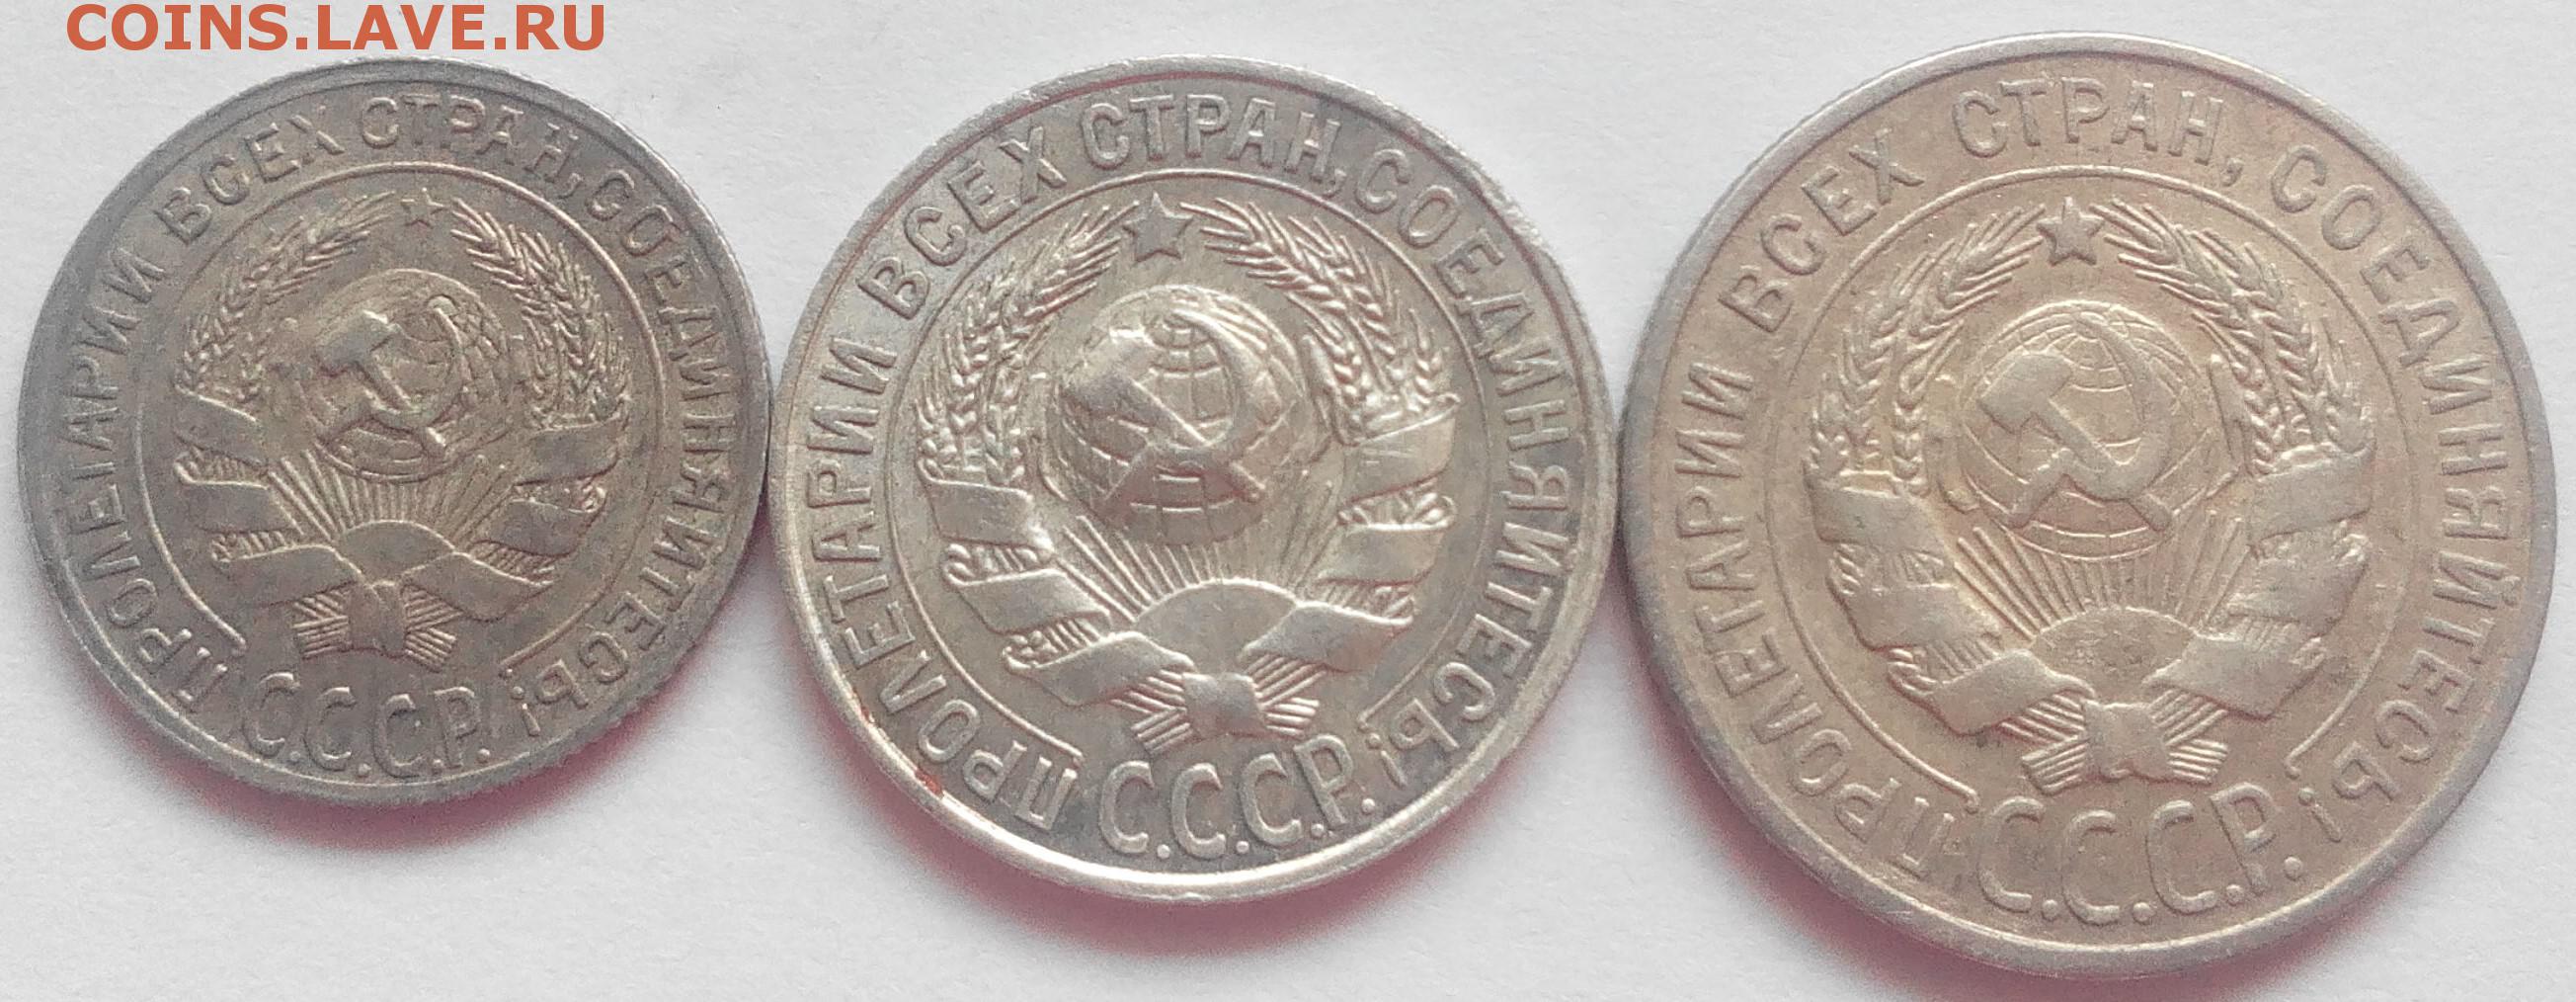 COINS.LAVE.RU
ПРОЛЕТАРИИ ВСЕХ СТРАН, СОЕДИНЯЙТЕСЬ!
С.С.С.Р.
ПРОЛЕТАРИИ ВСЕХ СТРАН, СОЕДИНЯЙТЕСЬ!
С.С.С.Р.
ПРОЛЕТАРИИ ВСЕХ СТРАН, СОЕДИНЯЙТЕСЬ!
С.С.С.Р.